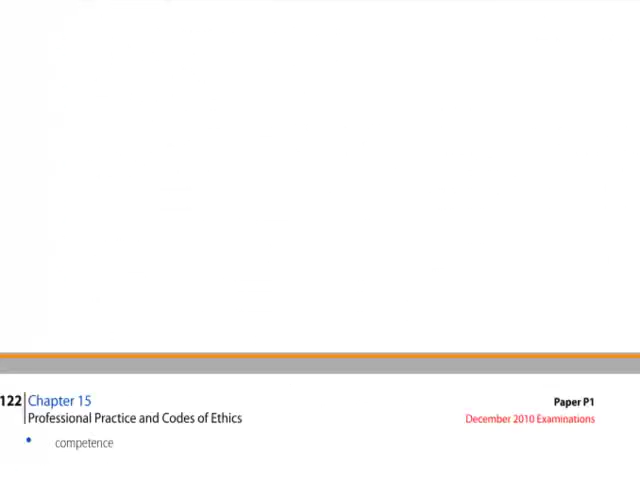 122 Chapter 15 Paper P1
Professional Practice and Codes of Ethics December 2010 Examinations
• competence